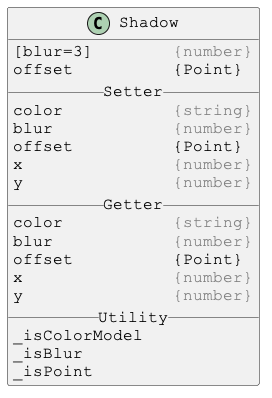 C Shadow
[blur=3] {number}
offset {Point}
Setter
color {string}
blur {number}
offset {Point}
x {number}
y {number}
Getter
color {string}
blur {number}
offset {Point}
x {number}
y {number}
Utility
_isColorModel
_isBlur
_isPoint